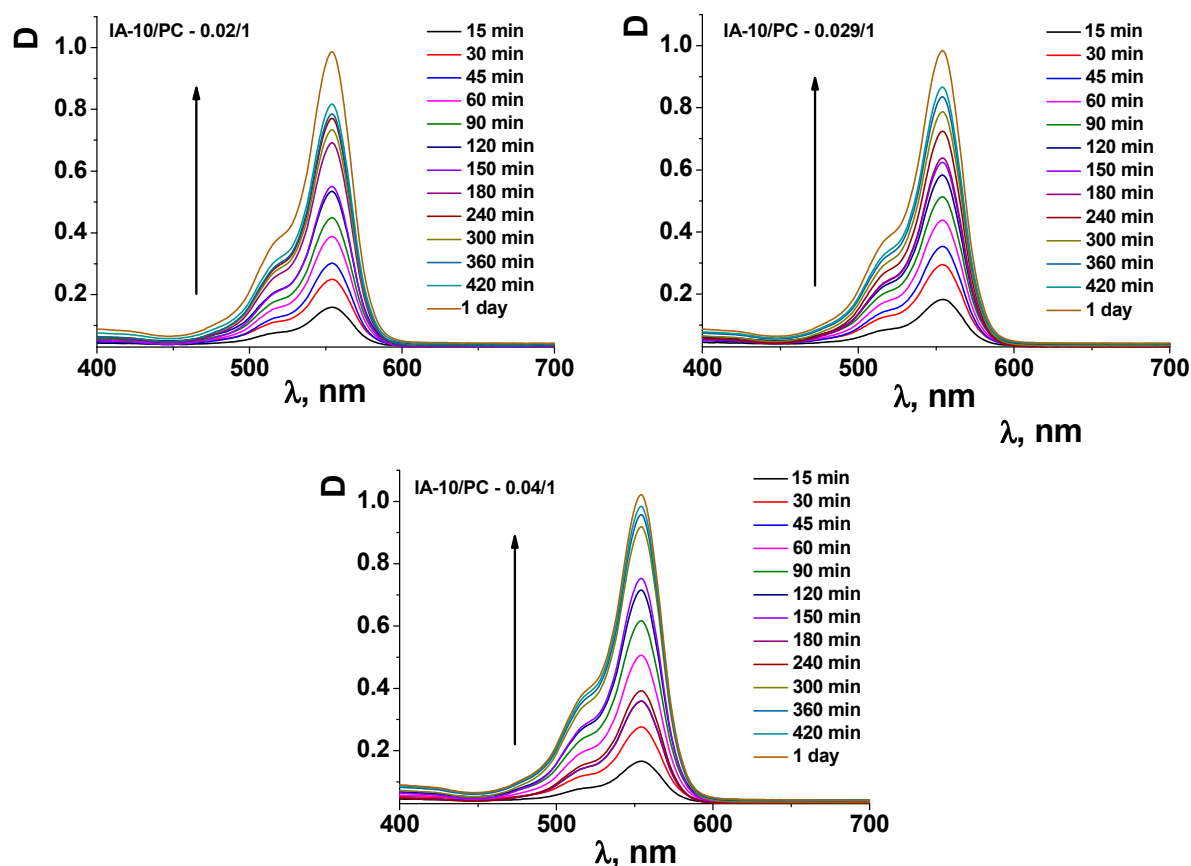 D
IA-10/PC - 0.02/1
1.0
0.8
0.6
0.4
0.2
400
500
600
700
λ, nm
15 min
30 min
45 min
60 min
90 min
120 min
150 min
180 min
240 min
300 min
360 min
420 min
1 day
D
IA-10/PC - 0.029/1
1.0
0.8
0.6
0.4
0.2
400
500
600
700
λ, nm
λ, nm
15 min
30 min
45 min
60 min
90 min
120 min
150 min
180 min
240 min
300 min
360 min
420 min
1 day
D
IA-10/PC - 0.04/1
1.0
0.8
0.6
0.4
0.2
400
500
600
700
λ, nm
15 min
30 min
45 min
60 min
90 min
120 min
150 min
180 min
240 min
300 min
360 min
420 min
1 day